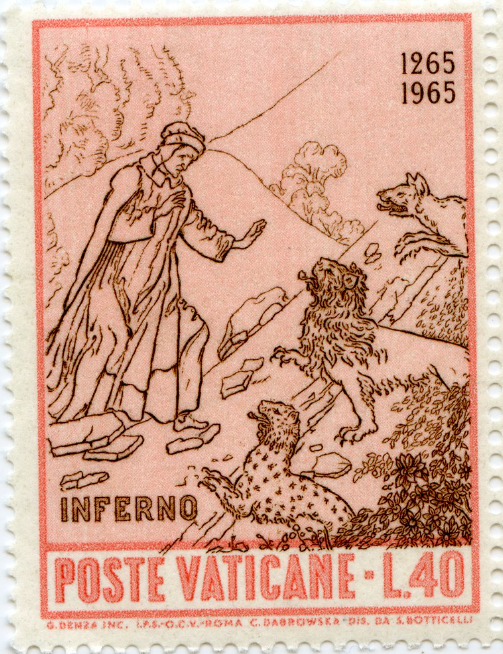 1265
1965
INFERNO
POSTE VATICANE · L.40
G. DENZA INC. I.P.S.-O.C.V.-ROMA C. DABROWSKA - DIS. DA S. BOTTICELLI